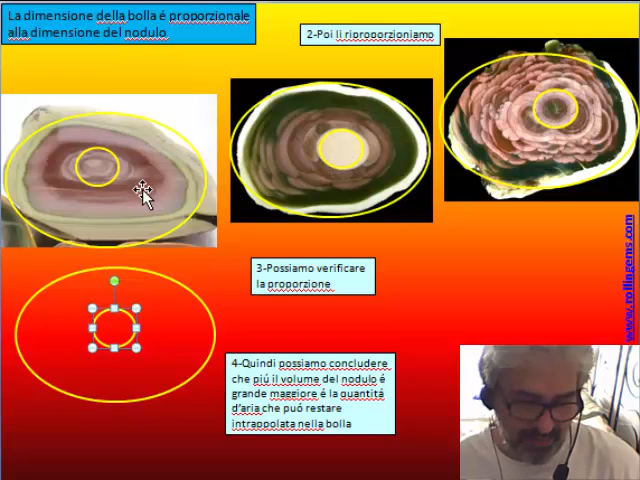 La dimensione della bolla é proporzionale
alla dimensione del nodulo
2-Poi li riproporzioniamo
3-Possiamo verificare
la proporzione
4-Quindi possiamo concludere
che piú il volume del nodulo é
grande maggiore é la quantitá
d'aria che puó restare
intrappolata nella bolla
www.rollingems.com